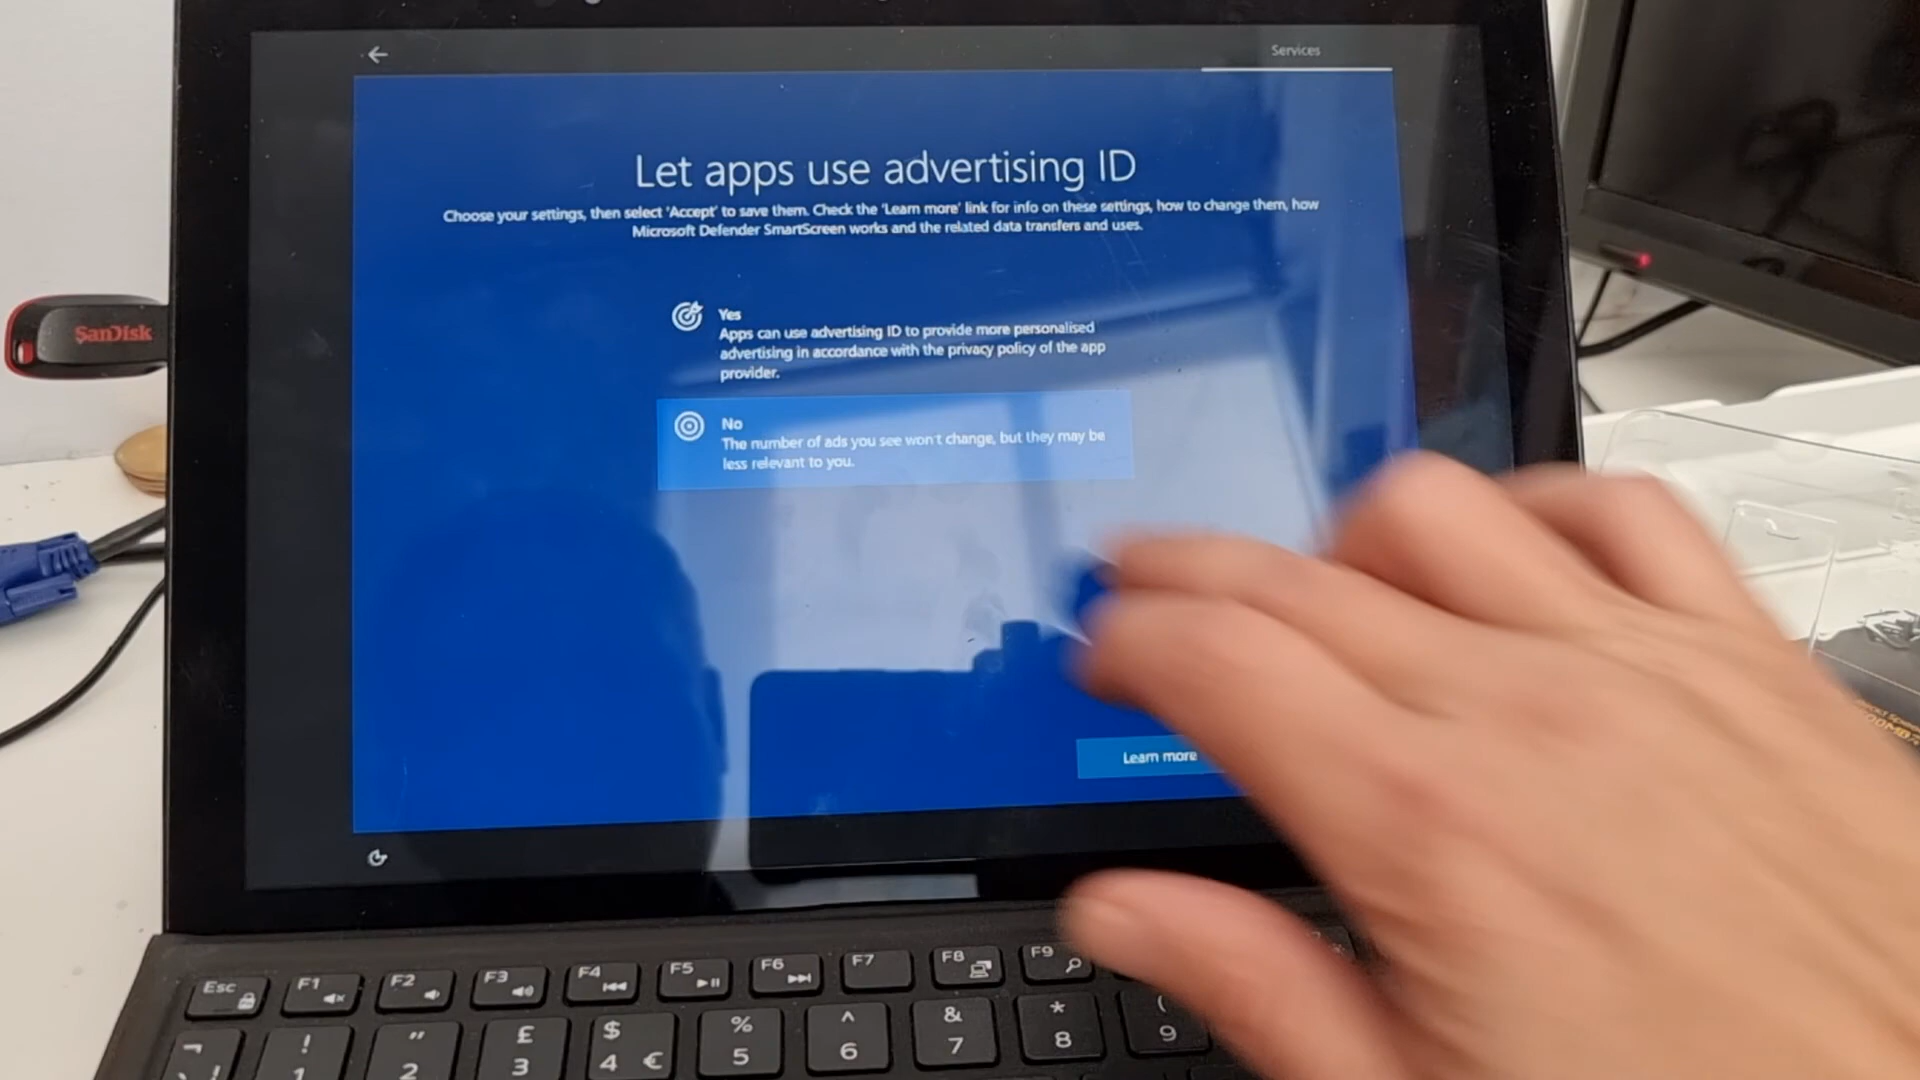 Services
Let apps use advertising ID
Choose your settings, then select 'Accept' to save them. Check the 'Learn more' link for info on these settings, how to change them, how
Microsoft Defender SmartScreen works and the related data transfers and uses.
Yes
Apps can use advertising ID to provide more personalised
advertising in accordance with the privacy policy of the app
provider.
No
The number of ads you see won't change, but they may be
less relevant to you.
Learn more
SanDisk
Esc F1 F2 F3 F4 F5 F6 F7 F8 F9
¬ ! " £ $ % ^ & * (
1 2 3 4 € 5 6 7 8 9